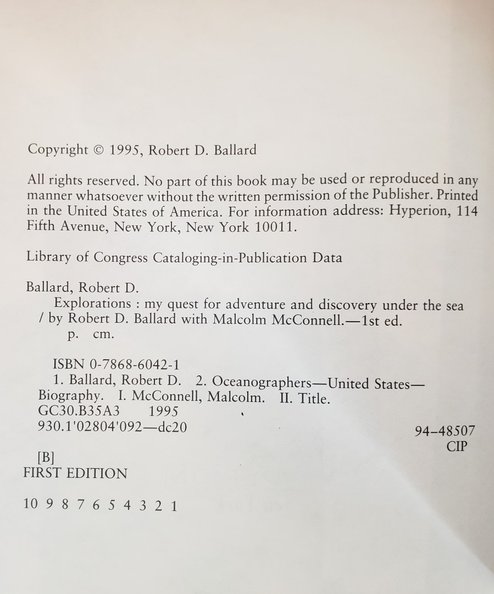 Copyright © 1995, Robert D. Ballard
All rights reserved. No part of this book may be used or reproduced in any
manner whatsoever without the written permission of the Publisher. Printed
in the United States of America. For information address: Hyperion, 114
Fifth Avenue, New York, New York 10011.
Library of Congress Cataloging-in-Publication Data
Ballard, Robert D.
Explorations : my quest for adventure and discovery under the sea
/ by Robert D. Ballard with Malcolm McConnell.—1st ed.
p. cm.
ISBN 0-7868-6042-1
1. Ballard, Robert D. 2. Oceanographers—United States—
Biography. I. McConnell, Malcolm. II. Title.
GC30.B35A3 1995
930.1'02804'092—dc20
94-48507
CIP
[B]
FIRST EDITION
10 9 8 7 6 5 4 3 2 1